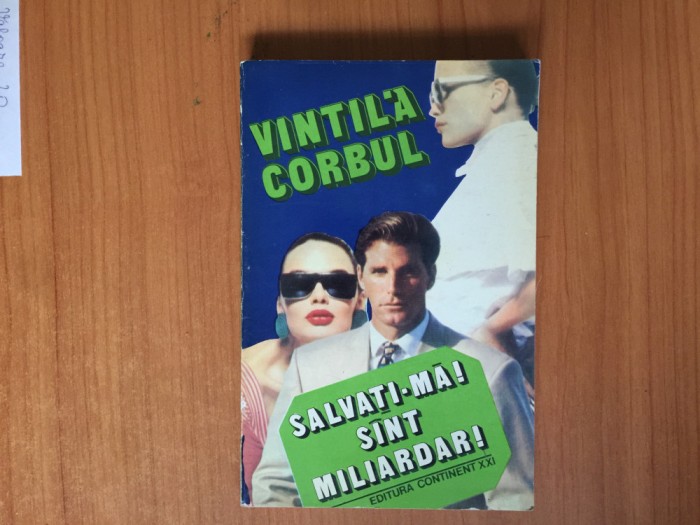 VINTILĂ
CORBUL
SALVAȚI-MĂ!
SÎNT
MILIARDAR!
EDITURA CONTINENT XXI